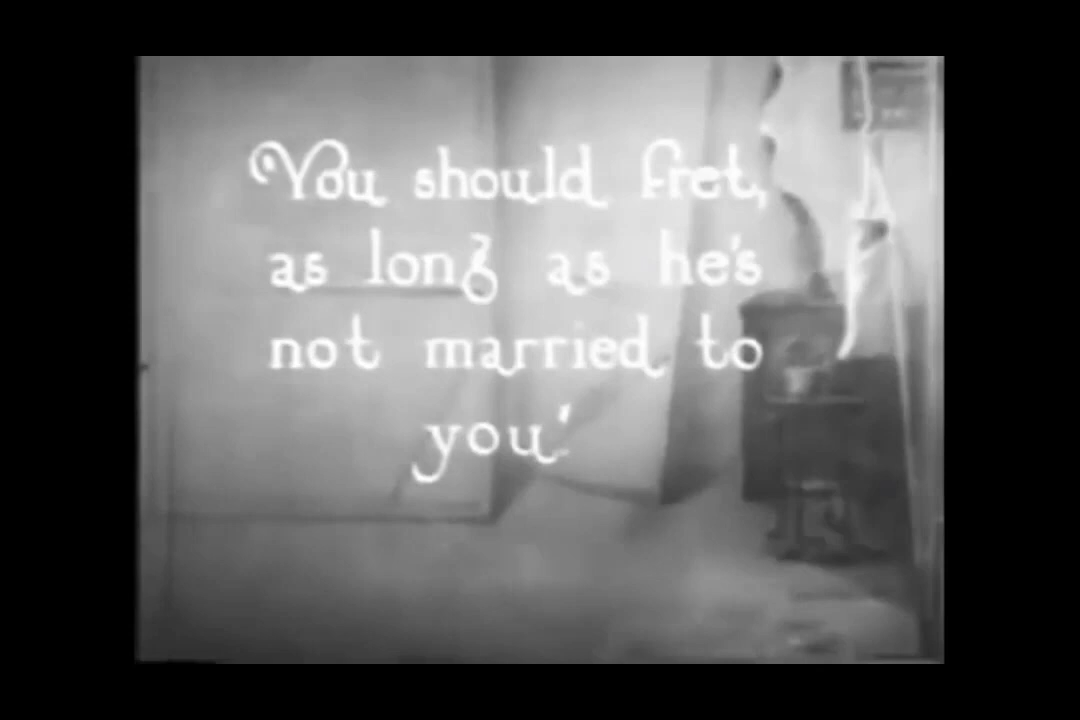 You should fret,
as long as he's
not married to
you'